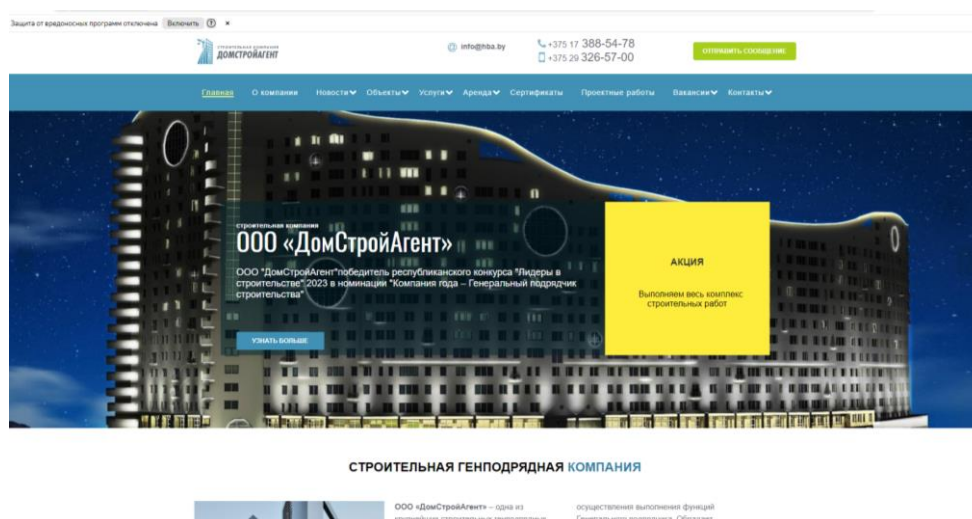 Защита от вредоносных программ отключена Включить ? ×
СТРОИТЕЛЬНАЯ КОМПАНИЯ
ДОМСТРОЙАГЕНТ
info@hba.by
+375 17 388-54-78
+375 29 326-57-00
ОТПРАВИТЬ СООБЩЕНИЕ
Главная О компании Новости Объекты Услуги Аренда Сертификаты Проектные работы Вакансии Контакты
строительная компания
ООО «ДомСтройАгент»
ООО "ДомСтройАгент"победитель республиканского конкурса "Лидеры в
строительстве" 2023 в номинации "Компания года – Генеральный подрядчик
строительства"
УЗНАТЬ БОЛЬШЕ
АКЦИЯ
Выполняем весь комплекс
строительных работ
СТРОИТЕЛЬНАЯ ГЕНПОДРЯДНАЯ КОМПАНИЯ
ООО «ДомСтройАгент» – одна из
осуществления выполнения функций